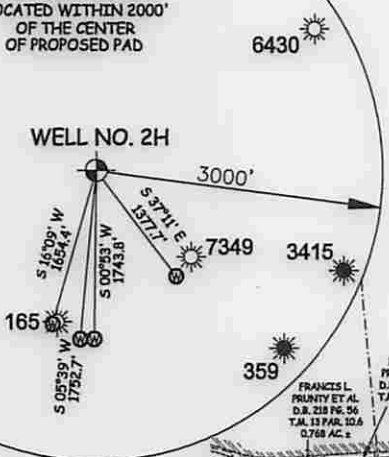 LOCATED WITHIN 2000'
OF THE CENTER
OF PROPOSED PAD
6430
WELL NO. 2H
3000'
S 37°11' E
1377.7'
S 16°09' W
1654.4'
S 00°53' W
1743.8'
7349
W
3415
165
W
S 05°39' W
1752.7'
W
W
359
FRANCIS L.
PRUNTY ET AL
D.B. 218 PG. 56
T.M. 13 PAR. 10.6
0.768 AC. ±